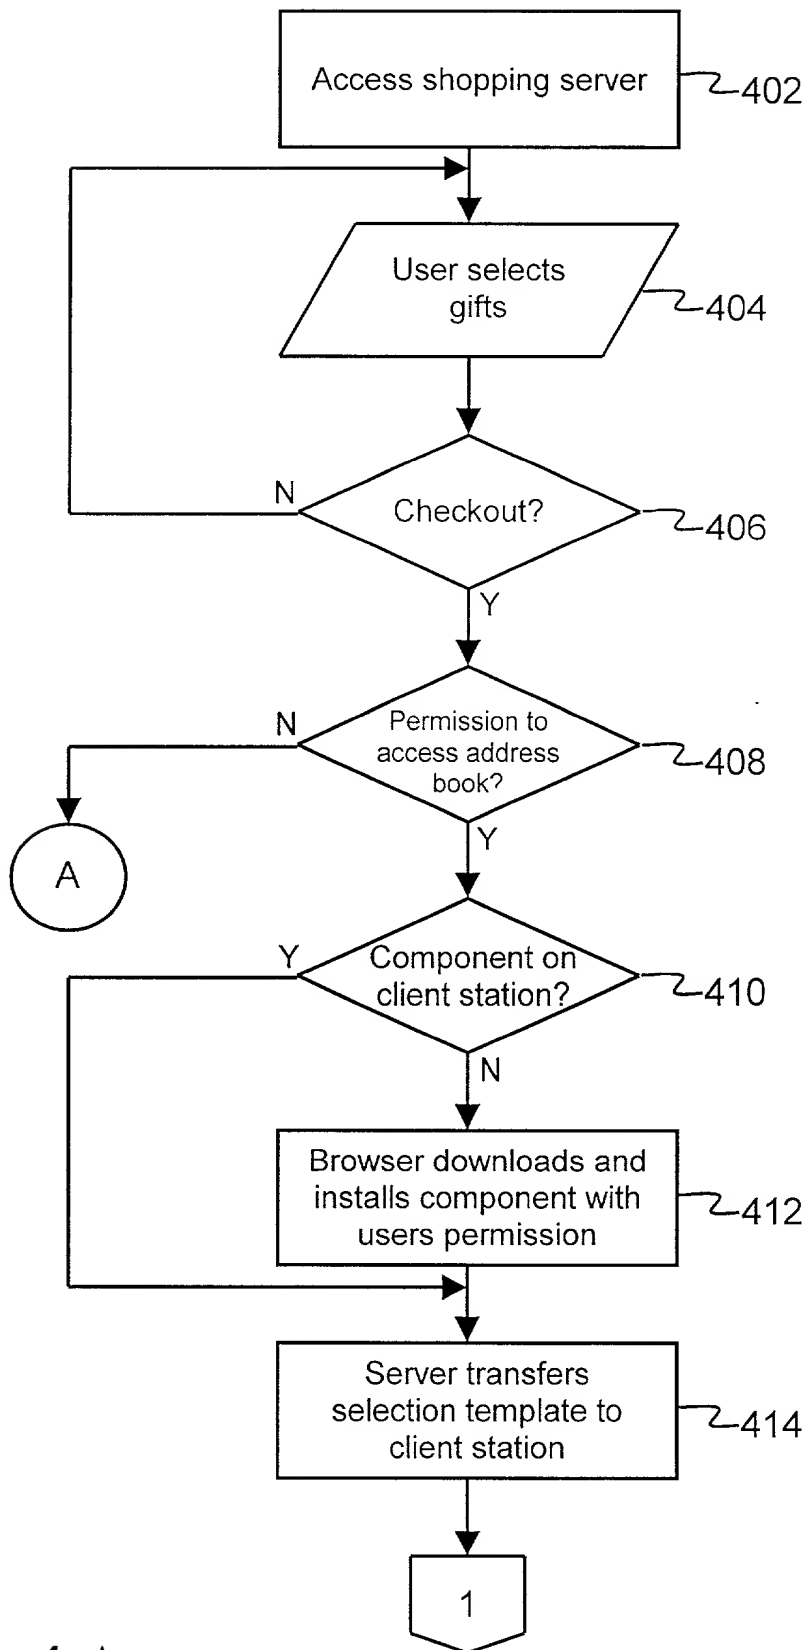 Access shopping server
402
User selects
gifts
404
N
Checkout?
406
Y
N
Permission to
access address
book?
408
A
Y
Y
Component on
client station?
410
N
Browser downloads and
installs component with
users permission
412
Server transfers
selection template to
client station
414
1